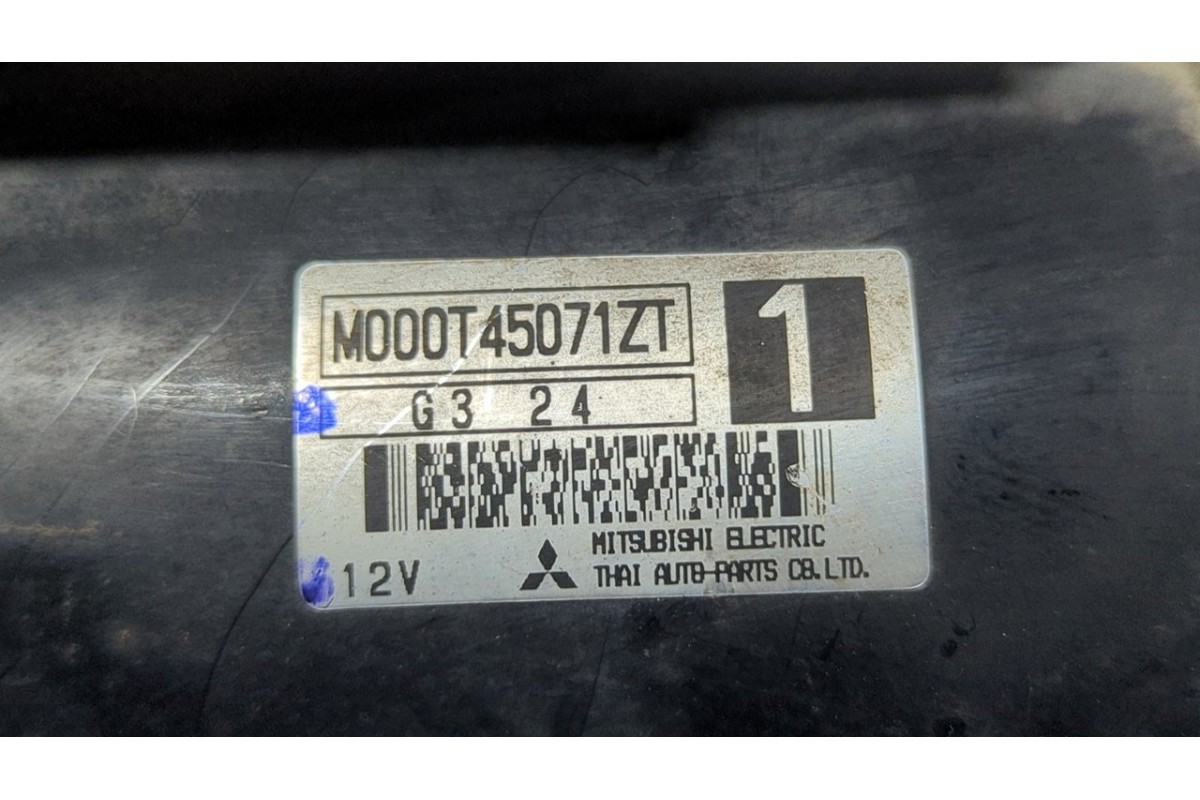 M000T45071ZT
1
G3 24
MITSUBISHI ELECTRIC
THAI AUTO-PARTS CO.LTD.
12V